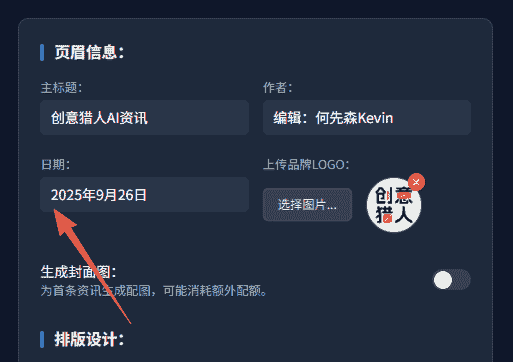 页眉信息：
主标题：
创意猎人AI资讯
作者：
编辑：何先森Kevin
日期：
2025年9月26日
上传品牌LOGO：
选择图片...
创意
猎人
生成封面图：
为首条资讯生成配图，可能消耗额外配额。
排版设计：